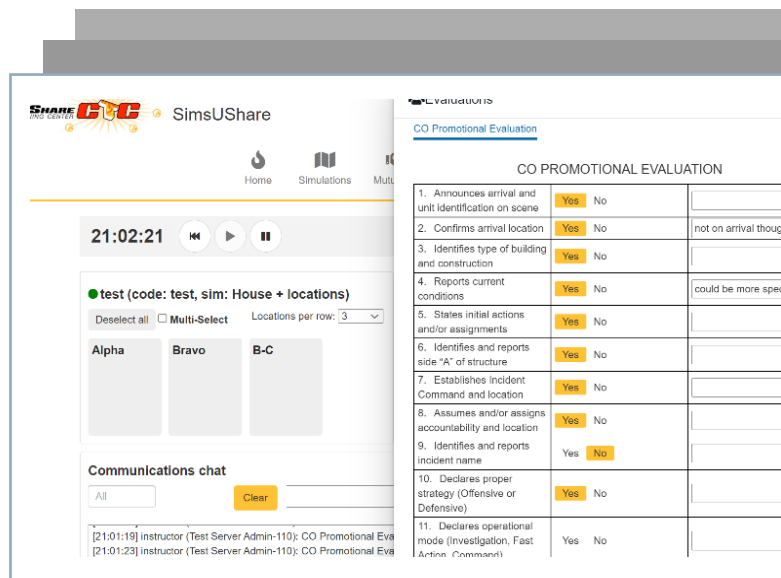 SHARE
ING CENTER
CTC
SimsUShare
Home
Simulations
21:02:21
test (code: test, sim: House + locations)
Deselect all
Multi-Select
Locations per row: 3
Alpha
Bravo
B-C
Communications chat
All
Clear
[21:01:19] instructor (Test Server Admin-110): CO Promotional Eva
[21:01:23] instructor (Test Server Admin-110): CO Promotional Eva
Evaluations
CO Promotional Evaluation
CO PROMOTIONAL EVALUATION
1. Announces arrival and
unit identification on scene
Yes No
2. Confirms arrival location
Yes No
not on arrival thoug
3. Identifies type of building
and construction
Yes No
4. Reports current
conditions
Yes No
could be more spec
5. States initial actions
and/or assignments
Yes No
6. Identifies and reports
side “A” of structure
Yes No
7. Establishes Incident
Command and location
Yes No
8. Assumes and/or assigns
accountability and location
Yes No
9. Identifies and reports
incident name
Yes No
10. Declares proper
strategy (Offensive or
Defensive)
Yes No
11. Declares operational
mode (Investigation, Fast
Action, Command)
Yes No